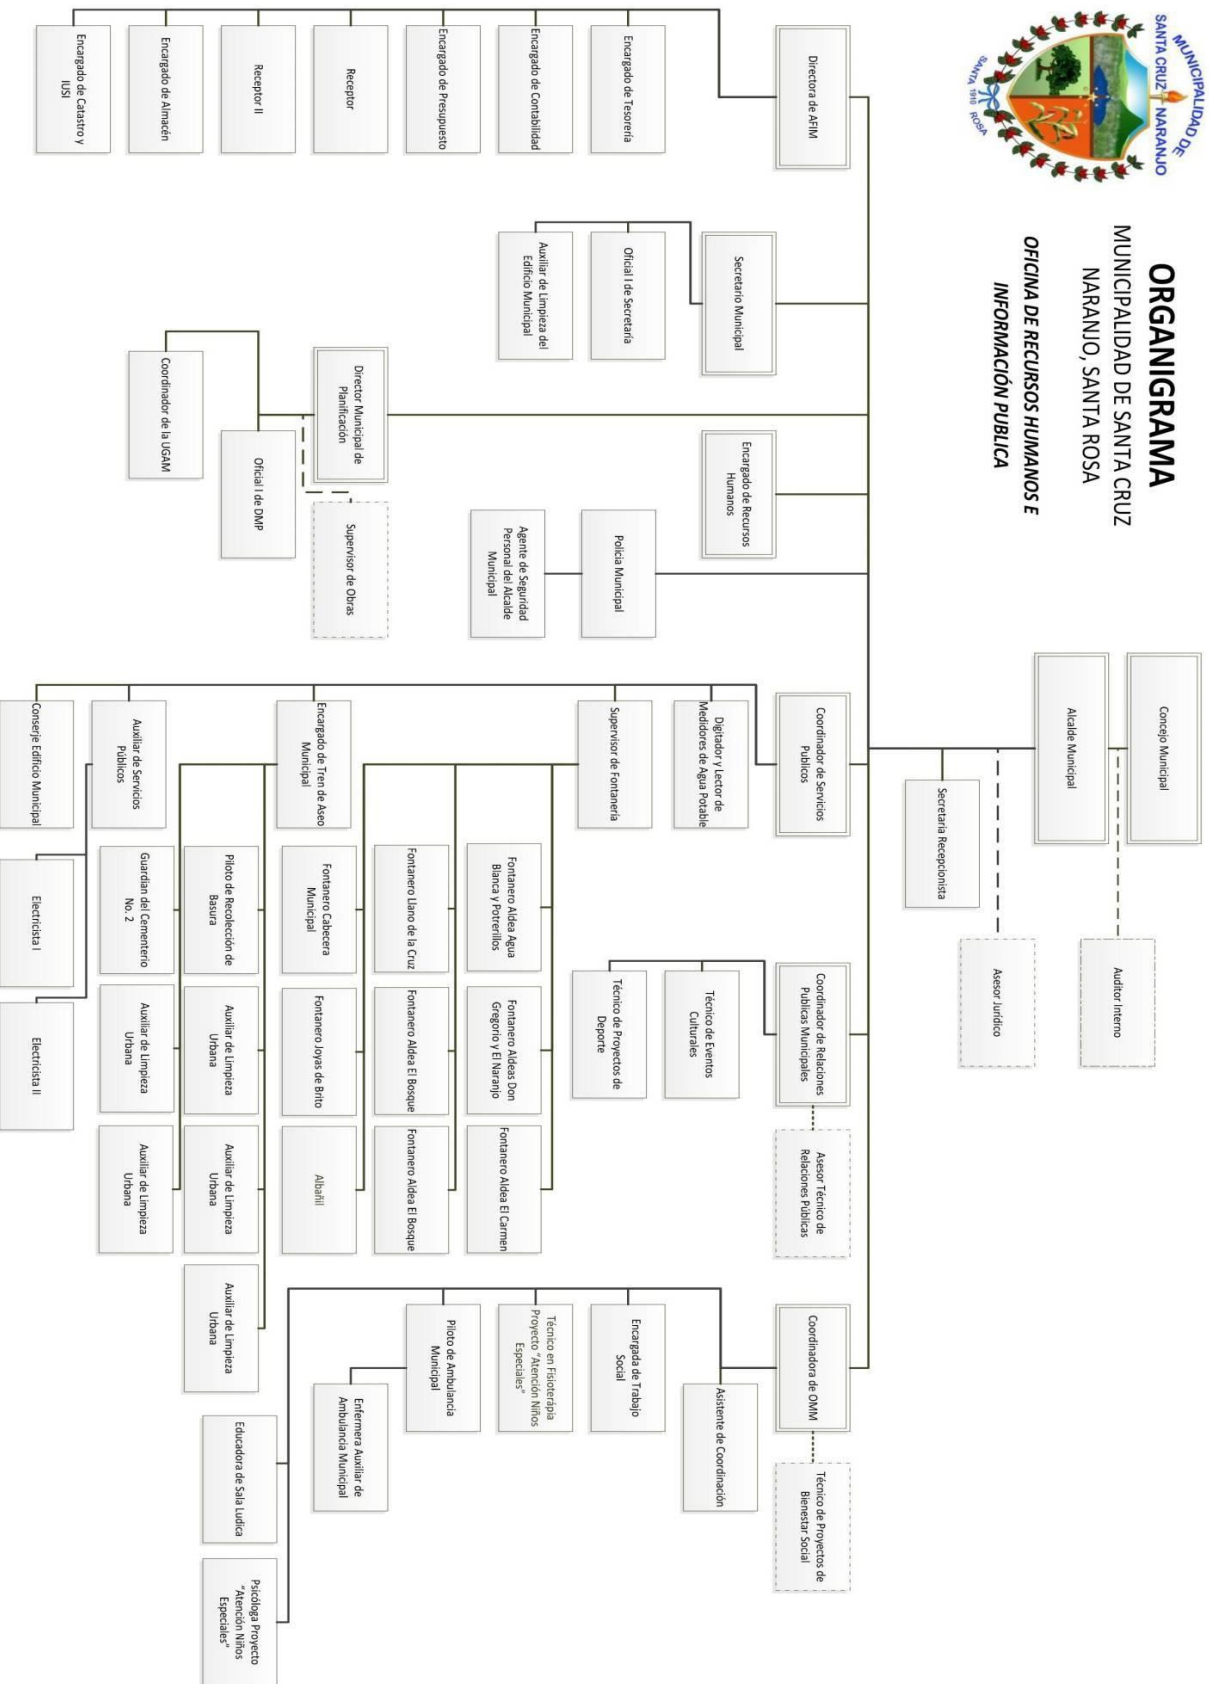 MUNICIPALIDAD DE
SANTA CRUZ NARANJO
SANTA 1910 ROSA
ORGANIGRAMA
MUNICIPALIDAD DE SANTA CRUZ
NARANJO, SANTA ROSA
OFICINA DE RECURSOS HUMANOS E
INFORMACIÓN PUBLICA
Concejo Municipal
Auditor Interno
Alcalde Municipal
Asesor Jurídico
Secretaria Recepcionista
Directora de AFIM
Encargado de Tesorería
Encargado de Contabilidad
Encargado de Presupuesto
Receptor
Receptor II
Encargado de Almacén
Encargado de Catastro y
IUSI
Secretario Municipal
Oficial I de Secretaría
Auxiliar de Limpieza del
Edificio Municipal
Director Municipal de
Planificación
Supervisor de Obras
Oficial I de DMP
Coordinador de la UGAM
Encargado de Recursos
Humanos
Policia Municipal
Agente de Seguridad
Personal del Alcalde
Municipal
Coordinador de Servicios
Publicos
Digitador y Lector de
Medidores de Agua Potable
Supervisor de Fontanería
Fontanero Aldea Agua
Blanca y Potrerillos
Fontanero Aldeas Don
Gregorio y El Naranjo
Fontanero Aldea El Carmen
Fontanero Llano de la Cruz
Fontanero Aldea El Bosque
Fontanero Aldea El Bosque
Fontanero Cabecera
Municipal
Fontanero Joyas de Brito
Albañil
Encargado de Tren de Aseo
Municipal
Piloto de Recolección de
Basura
Auxiliar de Limpieza
Urbana
Auxiliar de Limpieza
Urbana
Auxiliar de Limpieza
Urbana
Guardian del Cementerio
No. 2
Auxiliar de Limpieza
Urbana
Auxiliar de Limpieza
Urbana
Auxiliar de Servicios
Públicos
Electricista I
Electricista II
Conserje Edificio Municipal
Coordinador de Relaciones
Publicas Municipales
Asesor Técnico de
Relaciones Públicas
Técnico de Eventos
Culturales
Técnico de Proyectos de
Deporte
Coordinadora de OMM
Técnico de Proyectos de
Bienestar Social
Asistente de Coordinación
Encargada de Trabajo
Social
Técnico en Fisioterápia
Proyecto "Atención Niños
Especiales"
Piloto de Ambulancia
Municipal
Enfermera Auxiliar de
Ambulancia Municipal
Educadora de Sala Ludica
Psicóloga Proyecto
"Atención Niños
Especiales"